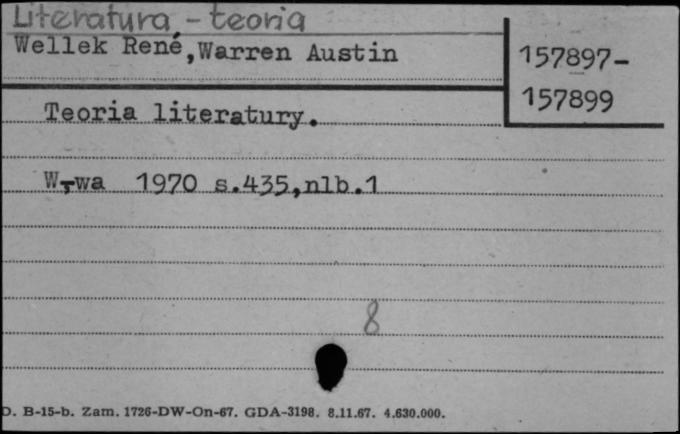 Literatura - teoria
Wellek René,Warren Austin
157897-
157899
Teoria literatury.
W-wa 1970 s.435,nlb.1
8
D. B-15-b. Zam. 1726-DW-On-67. GDA-3198. 8.11.67. 4.630.000.